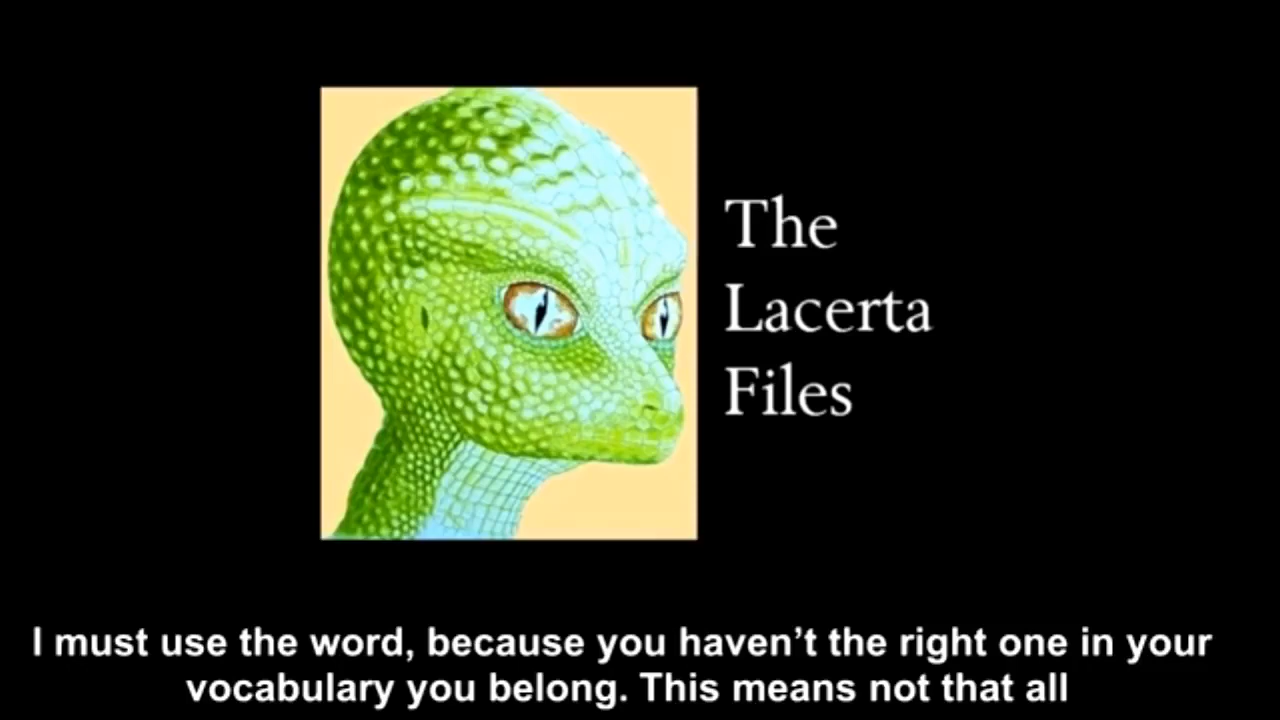 The
Lacerta
Files
I must use the word, because you haven’t the right one in your
vocabulary you belong. This means not that all